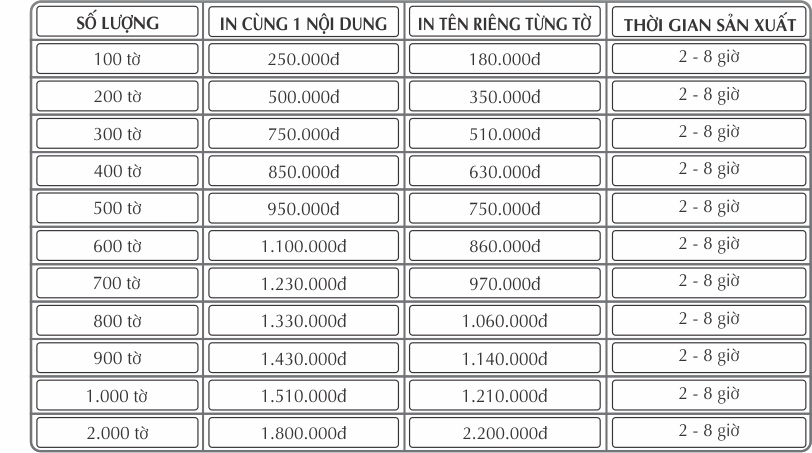 SỐ LƯỢNG IN CÙNG 1 NỘI DUNG IN TÊN RIÊNG TỪNG TỜ THỜI GIAN SẢN XUẤT
100 tờ 250.000đ 180.000đ 2 - 8 giờ
200 tờ 500.000đ 350.000đ 2 - 8 giờ
300 tờ 750.000đ 510.000đ 2 - 8 giờ
400 tờ 850.000đ 630.000đ 2 - 8 giờ
500 tờ 950.000đ 750.000đ 2 - 8 giờ
600 tờ 1.100.000đ 860.000đ 2 - 8 giờ
700 tờ 1.230.000đ 970.000đ 2 - 8 giờ
800 tờ 1.330.000đ 1.060.000đ 2 - 8 giờ
900 tờ 1.430.000đ 1.140.000đ 2 - 8 giờ
1.000 tờ 1.510.000đ 1.210.000đ 2 - 8 giờ
2.000 tờ 1.800.000đ 2.200.000đ 2 - 8 giờ